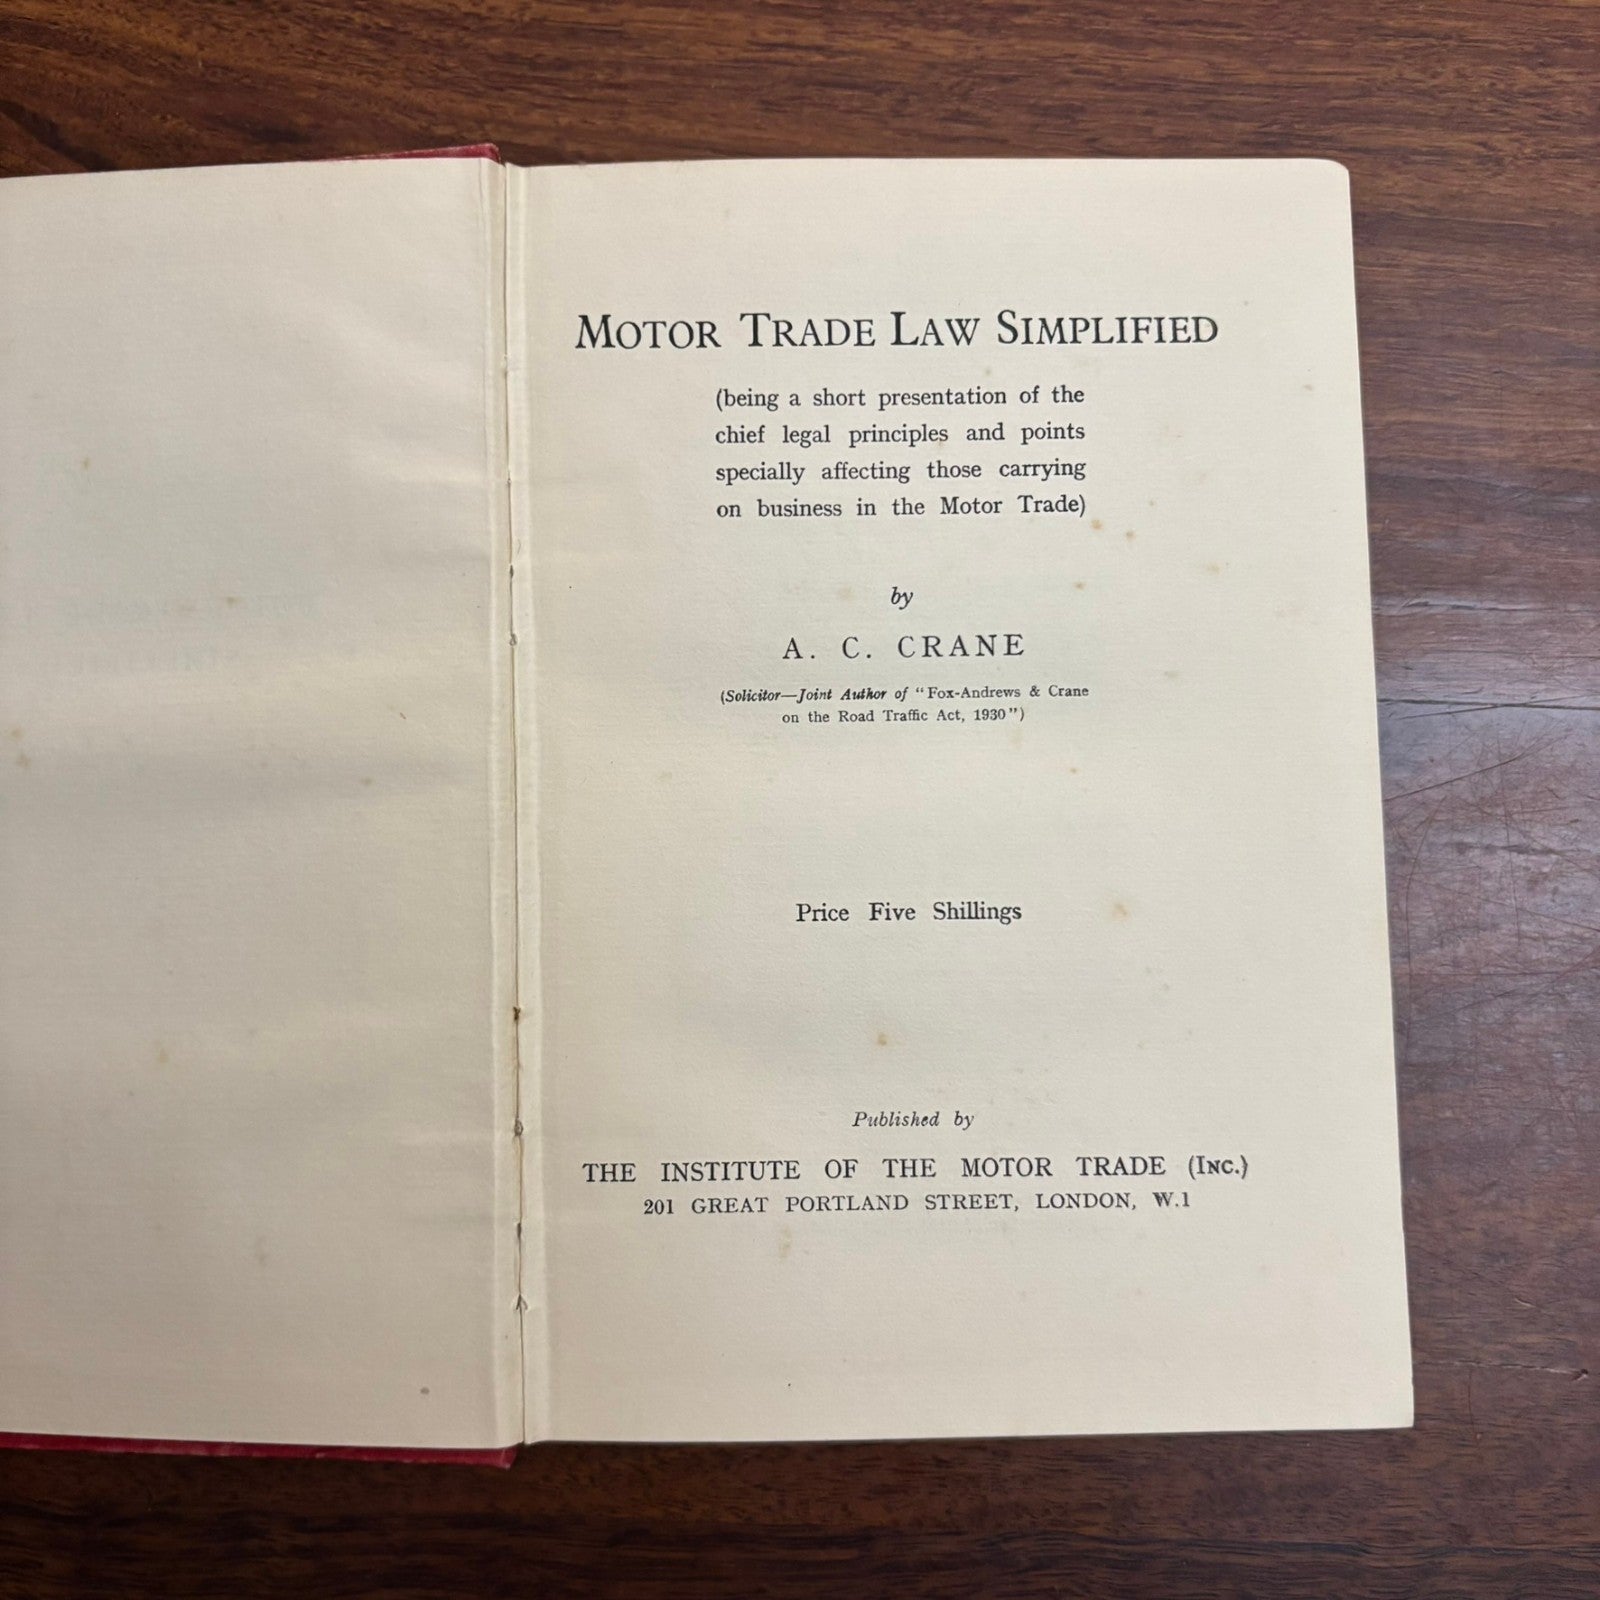 MOTOR TRADE LAW SIMPLIFIED
(being a short presentation of the
chief legal principles and points
specially affecting those carrying
on business in the Motor Trade)
by
A. C. CRANE
(Solicitor—Joint Author of "Fox-Andrews & Crane
on the Road Traffic Act, 1930")
Price Five Shillings
Published by
THE INSTITUTE OF THE MOTOR TRADE (INC.)
201 GREAT PORTLAND STREET, LONDON, W.1